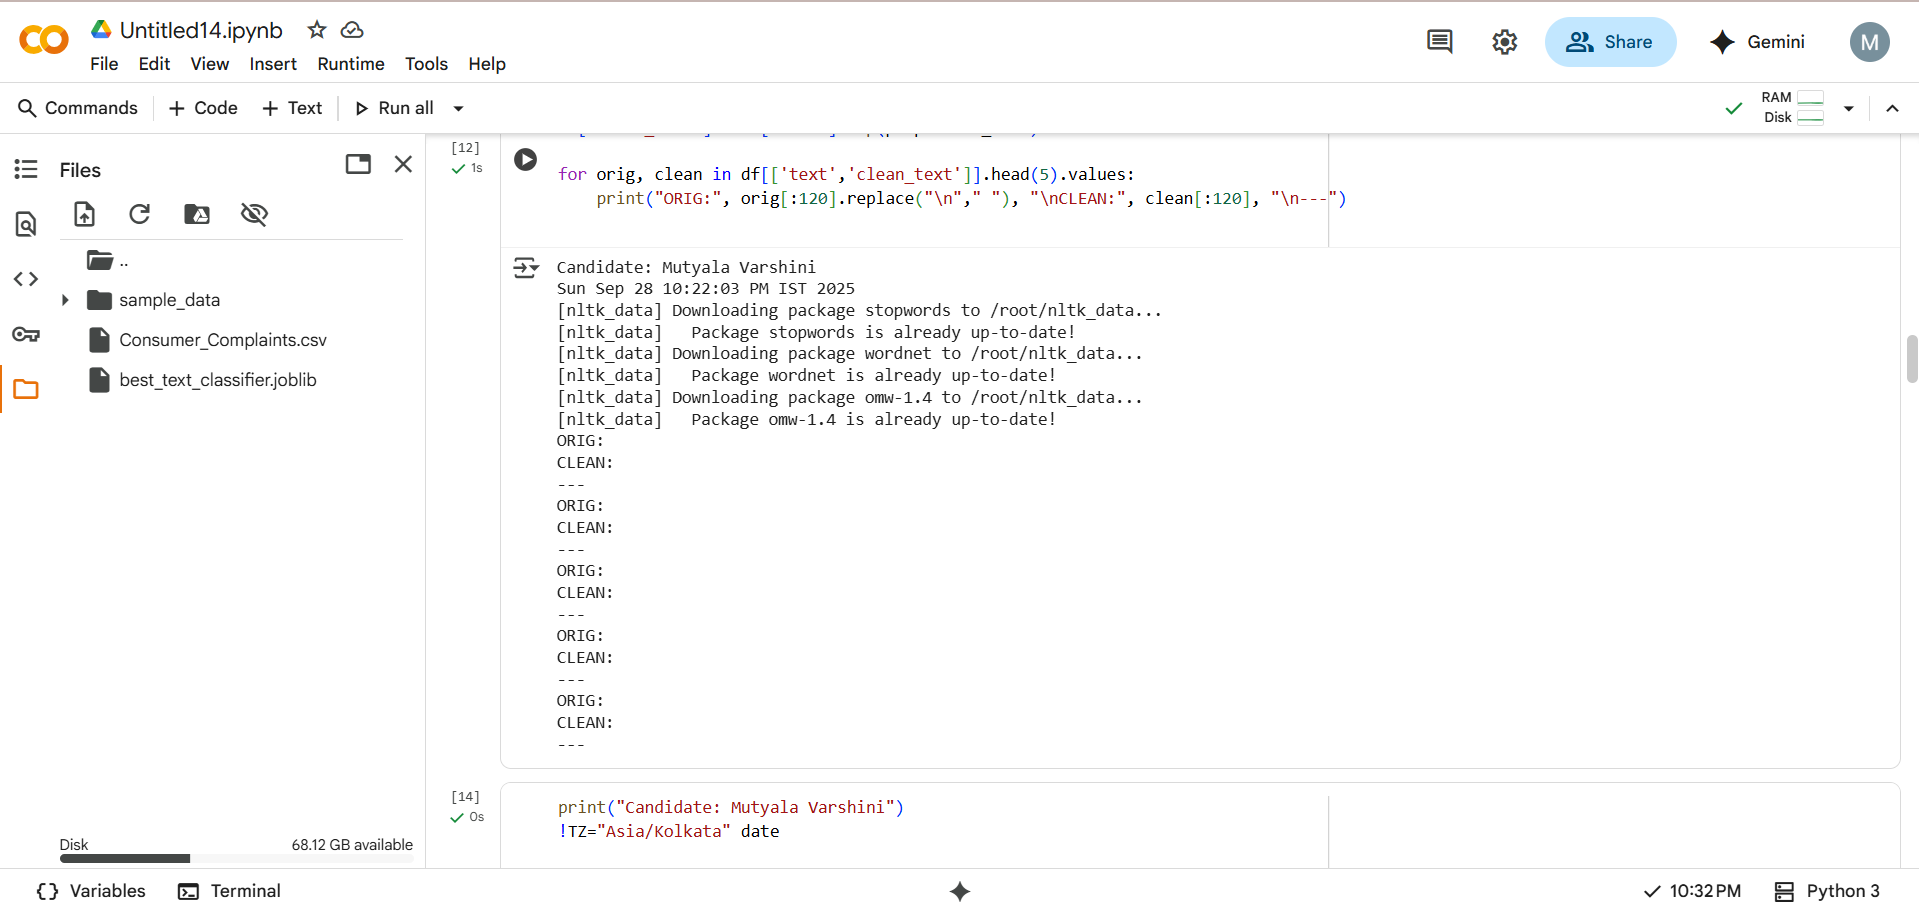 Untitled14.ipynb
File Edit View Insert Runtime Tools Help
Share
Gemini
M
Commands + Code + Text Run all
RAM
Disk
Files
..
sample_data
Consumer_Complaints.csv
best_text_classifier.joblib
Disk 68.12 GB available
[12]
1s
for orig, clean in df[['text','clean_text']].head(5).values:
    print("ORIG:", orig[:120].replace("\n"," "), "\nCLEAN:", clean[:120], "\n---")
Candidate: Mutyala Varshini
Sun Sep 28 10:22:03 PM IST 2025
[nltk_data] Downloading package stopwords to /root/nltk_data...
[nltk_data]   Package stopwords is already up-to-date!
[nltk_data] Downloading package wordnet to /root/nltk_data...
[nltk_data]   Package wordnet is already up-to-date!
[nltk_data] Downloading package omw-1.4 to /root/nltk_data...
[nltk_data]   Package omw-1.4 is already up-to-date!
ORIG:
CLEAN:
---
ORIG:
CLEAN:
---
ORIG:
CLEAN:
---
ORIG:
CLEAN:
---
ORIG:
CLEAN:
---
[14]
0s
print("Candidate: Mutyala Varshini")
!TZ="Asia/Kolkata" date
{} Variables Terminal
10:32 PM Python 3